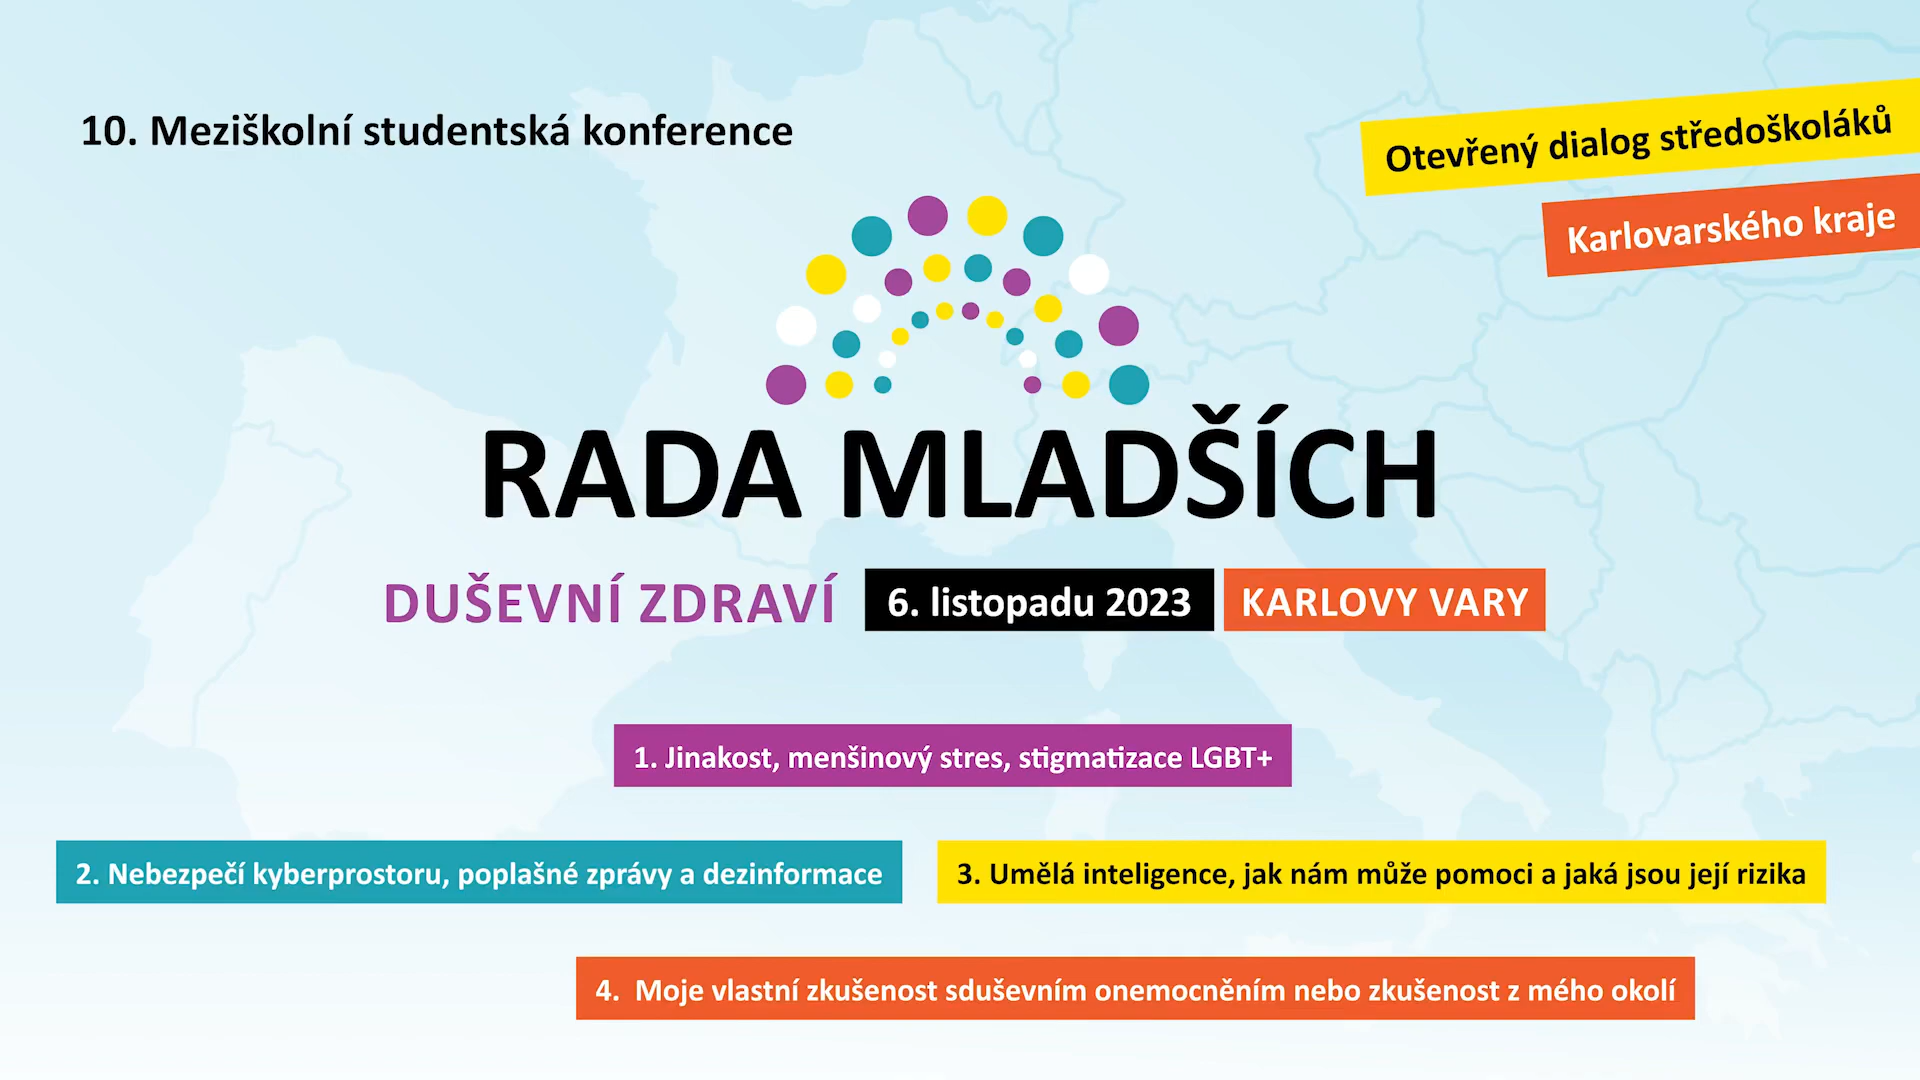 10. Meziškolní studentská konference
Otevřený dialog středoškoláků
Karlovarského kraje
RADA MLADŠÍCH
DUŠEVNÍ ZDRAVÍ
6. listopadu 2023
KARLOVY VARY
1. Jinakost, menšinový stres, stigmatizace LGBT+
2. Nebezpečí kyberprostoru, poplašné zprávy a dezinformace
3. Umělá inteligence, jak nám může pomoci a jaká jsou její rizika
4. Moje vlastní zkušenost sduševním onemocněním nebo zkušenost z mého okolí